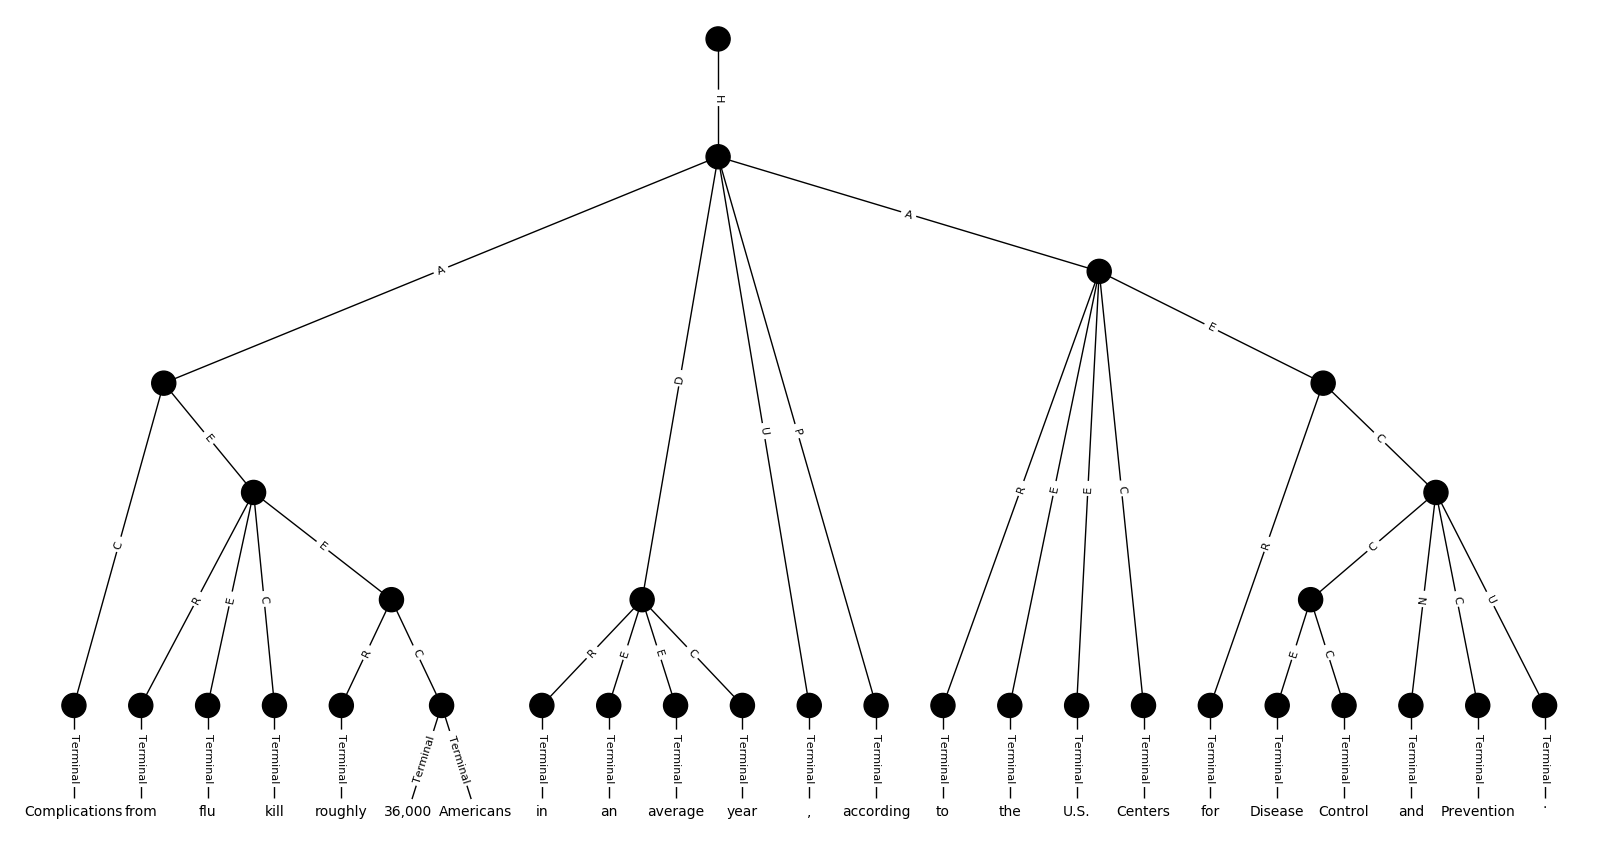 H
A
A
E
D
U
P
E
C
R
E
E
C
C
R
E
C
E
R
C
N
C
U
R
C
R
E
E
C
E
C
Terminal Terminal Terminal Terminal Terminal Terminal Terminal Terminal Terminal Terminal Terminal Terminal Terminal Terminal Terminal Terminal Terminal Terminal Terminal Terminal Terminal Terminal Terminal Terminal
Complications from flu kill roughly 36,000 Americans in an average year , according to the U.S. Centers for Disease Control and Prevention .